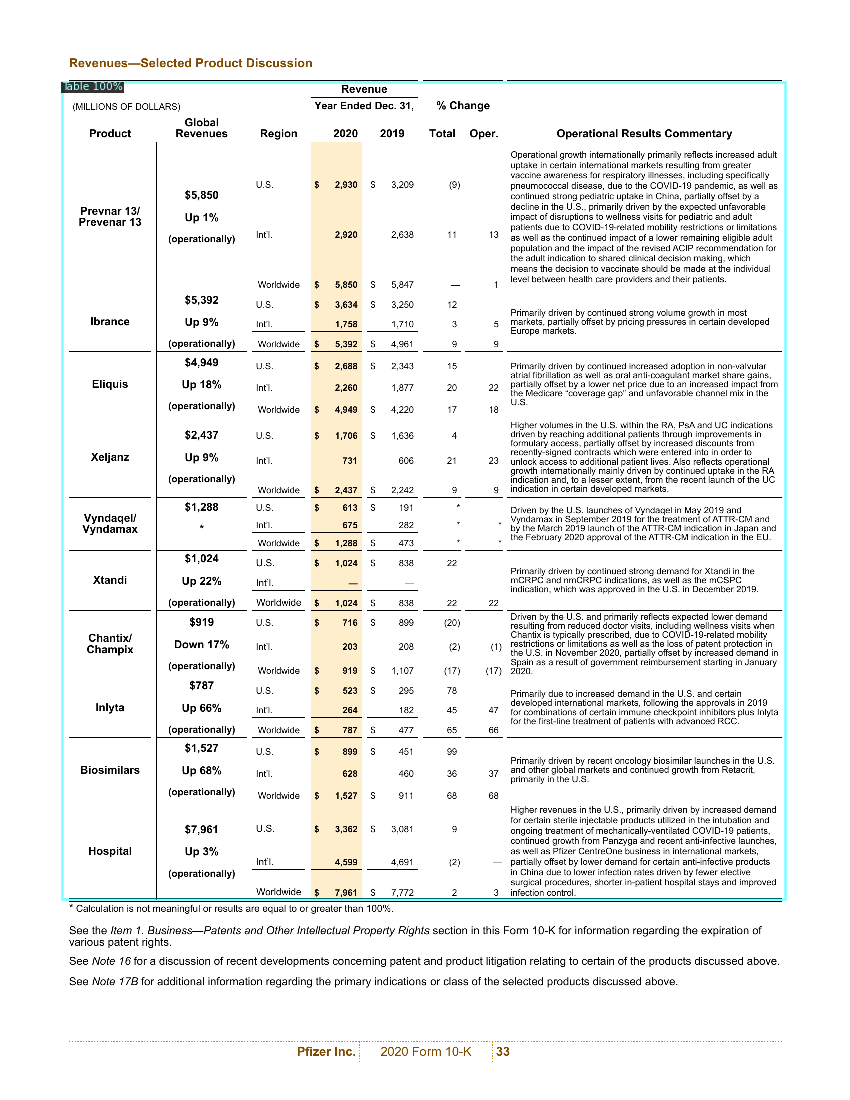 Revenues—Selected Product Discussion
Table 100%
Revenue
(MILLIONS OF DOLLARS) Year Ended Dec. 31, % Change
Product Global Revenues Region 2020 2019 Total Oper. Operational Results Commentary
Prevnar 13/
Prevenar 13
$5,850
Up 1%
(operationally)
U.S. $ 2,930 $ 3,209 (9)
Int'l. 2,920 2,638 11 13
Worldwide $ 5,850 $ 5,847 — 1
Operational growth internationally primarily reflects increased adult
uptake in certain international markets resulting from greater
vaccine awareness for respiratory illnesses, including specifically
pneumococcal disease, due to the COVID-19 pandemic, as well as
continued strong pediatric uptake in China, partially offset by a
decline in the U.S., primarily driven by the expected unfavorable
impact of disruptions to wellness visits for pediatric and adult
patients due to COVID-19-related mobility restrictions or limitations
as well as the continued impact of a lower remaining eligible adult
population and the impact of the revised ACIP recommendation for
the adult indication to shared clinical decision making, which
means the decision to vaccinate should be made at the individual
level between health care providers and their patients.
Ibrance
$5,392
Up 9%
(operationally)
U.S. $ 3,634 $ 3,250 12
Int'l. 1,758 1,710 3 5
Worldwide $ 5,392 $ 4,961 9 9
Primarily driven by continued strong volume growth in most
markets, partially offset by pricing pressures in certain developed
Europe markets.
Eliquis
$4,949
Up 18%
(operationally)
U.S. $ 2,688 $ 2,343 15
Int'l. 2,260 1,877 20 22
Worldwide $ 4,949 $ 4,220 17 18
Primarily driven by continued increased adoption in non-valvular
atrial fibrillation as well as oral anti-coagulant market share gains,
partially offset by a lower net price due to an increased impact from
the Medicare "coverage gap" and unfavorable channel mix in the
U.S.
Xeljanz
$2,437
Up 9%
(operationally)
U.S. $ 1,706 $ 1,636 4
Int'l. 731 606 21 23
Worldwide $ 2,437 $ 2,242 9 9
Higher volumes in the U.S. within the RA, PsA and UC indications
driven by reaching additional patients through improvements in
formulary access, partially offset by increased discounts from
recently-signed contracts which were entered into in order to
unlock access to additional patient lives. Also reflects operational
growth internationally mainly driven by continued uptake in the RA
indication and, to a lesser extent, from the recent launch of the UC
indication in certain developed markets.
Vyndaqel/
Vyndamax
$1,288
*
U.S. $ 613 $ 191 *
Int'l. 675 282 * *
Worldwide $ 1,288 $ 473 * *
Driven by the U.S. launches of Vyndaqel in May 2019 and
Vyndamax in September 2019 for the treatment of ATTR-CM and
by the March 2019 launch of the ATTR-CM indication in Japan and
the February 2020 approval of the ATTR-CM indication in the EU.
Xtandi
$1,024
Up 22%
(operationally)
U.S. $ 1,024 $ 838 22
Int'l. — —
Worldwide $ 1,024 $ 838 22 22
Primarily driven by continued strong demand for Xtandi in the
mCRPC and nmCRPC indications, as well as the mCSPC
indication, which was approved in the U.S. in December 2019.
Chantix/
Champix
$919
Down 17%
(operationally)
U.S. $ 716 $ 899 (20)
Int'l. 203 208 (2) (1)
Worldwide $ 919 $ 1,107 (17) (17)
Driven by the U.S. and primarily reflects expected lower demand
resulting from reduced doctor visits, including wellness visits when
Chantix is typically prescribed, due to COVID-19-related mobility
restrictions or limitations as well as the loss of patent protection in
the U.S. in November 2020, partially offset by increased demand in
Spain as a result of government reimbursement starting in January
2020.
Inlyta
$787
Up 66%
(operationally)
U.S. $ 523 $ 295 78
Int'l. 264 182 45 47
Worldwide $ 787 $ 477 65 66
Primarily due to increased demand in the U.S. and certain
developed international markets, following the approvals in 2019
for combinations of certain immune checkpoint inhibitors plus Inlyta
for the first-line treatment of patients with advanced RCC.
Biosimilars
$1,527
Up 68%
(operationally)
U.S. $ 899 $ 451 99
Int'l. 628 460 36 37
Worldwide $ 1,527 $ 911 68 68
Primarily driven by recent oncology biosimilar launches in the U.S.
and other global markets and continued growth from Retacrit,
primarily in the U.S.
Hospital
$7,961
Up 3%
(operationally)
U.S. $ 3,362 $ 3,081 9
Int'l. 4,599 4,691 (2) —
Worldwide $ 7,961 $ 7,772 2 3
Higher revenues in the U.S., primarily driven by increased demand
for certain sterile injectable products utilized in the intubation and
ongoing treatment of mechanically-ventilated COVID-19 patients,
continued growth from Panzyga and recent anti-infective launches,
as well as Pfizer CentreOne business in international markets,
partially offset by lower demand for certain anti-infective products
in China due to lower infection rates driven by fewer elective
surgical procedures, shorter in-patient hospital stays and improved
infection control.
* Calculation is not meaningful or results are equal to or greater than 100%.
See the Item 1. Business—Patents and Other Intellectual Property Rights section in this Form 10-K for information regarding the expiration of
various patent rights.
See Note 16 for a discussion of recent developments concerning patent and product litigation relating to certain of the products discussed above.
See Note 17B for additional information regarding the primary indications or class of the selected products discussed above.
Pfizer Inc. 2020 Form 10-K 33